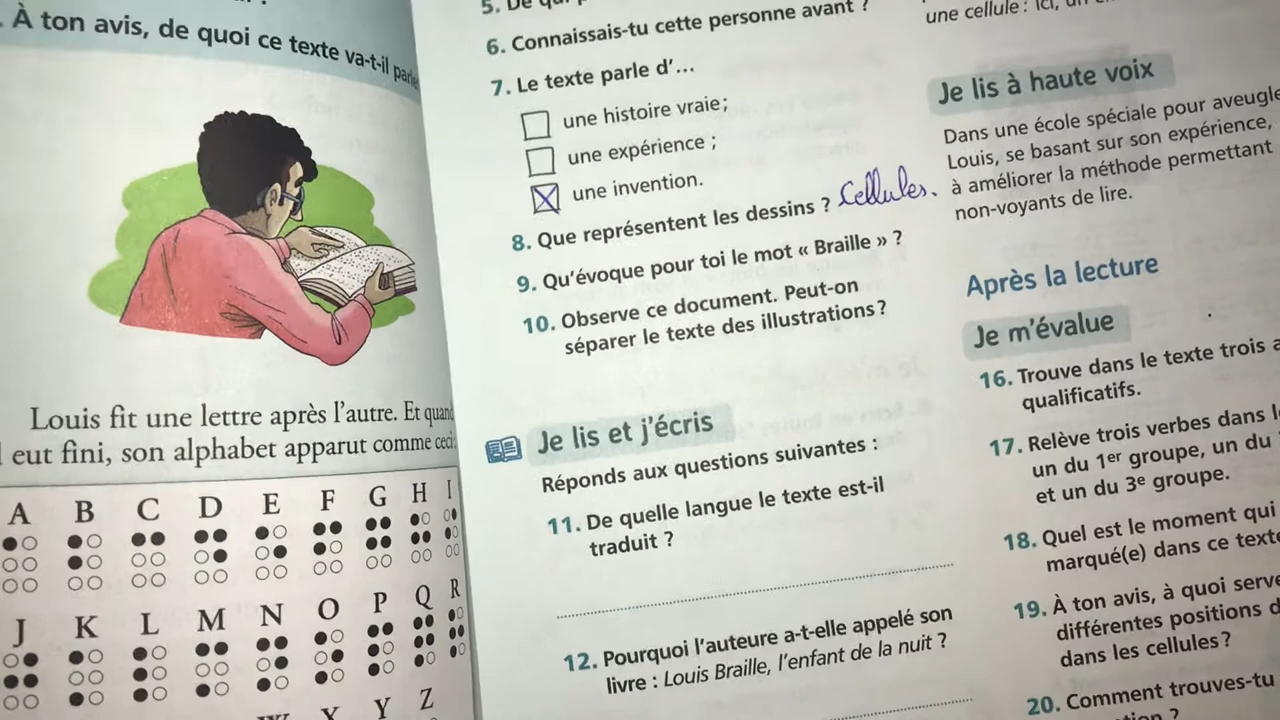 À ton avis, de quoi ce texte va-t-il
Louis fit une lettre après l'autre. Et quand
eut fini, son alphabet apparut comme ceci:
A B C D E F G H I
J K L M N O P Q R
X Y Z
5. De
6. Connaissais-tu cette personne avant ?
7. Le texte parle d'...
une histoire vraie;
une expérience ;
une invention.
8. Que représentent les dessins ? Cellules.
9. Qu'évoque pour toi le mot « Braille » ?
10. Observe ce document. Peut-on
séparer le texte des illustrations?
Je lis et j'écris
Réponds aux questions suivantes :
11. De quelle langue le texte est-il
traduit ?
12. Pourquoi l'auteure a-t-elle appelé son
livre : Louis Braille, l'enfant de la nuit ?
une cellule : Ici,
Je lis à haute voix
Dans une école spéciale pour aveugle
Louis, se basant sur son expérience,
à améliorer la méthode permettant
non-voyants de lire.
Après la lecture
Je m'évalue
16. Trouve dans le texte trois a
qualificatifs.
17. Relève trois verbes dans l
un du 1er groupe, un du
et un du 3e groupe.
18. Quel est le moment qui
marqué(e) dans ce text
19. À ton avis, à quoi serve
différentes positions d
dans les cellules?
20. Comment trouves-tu